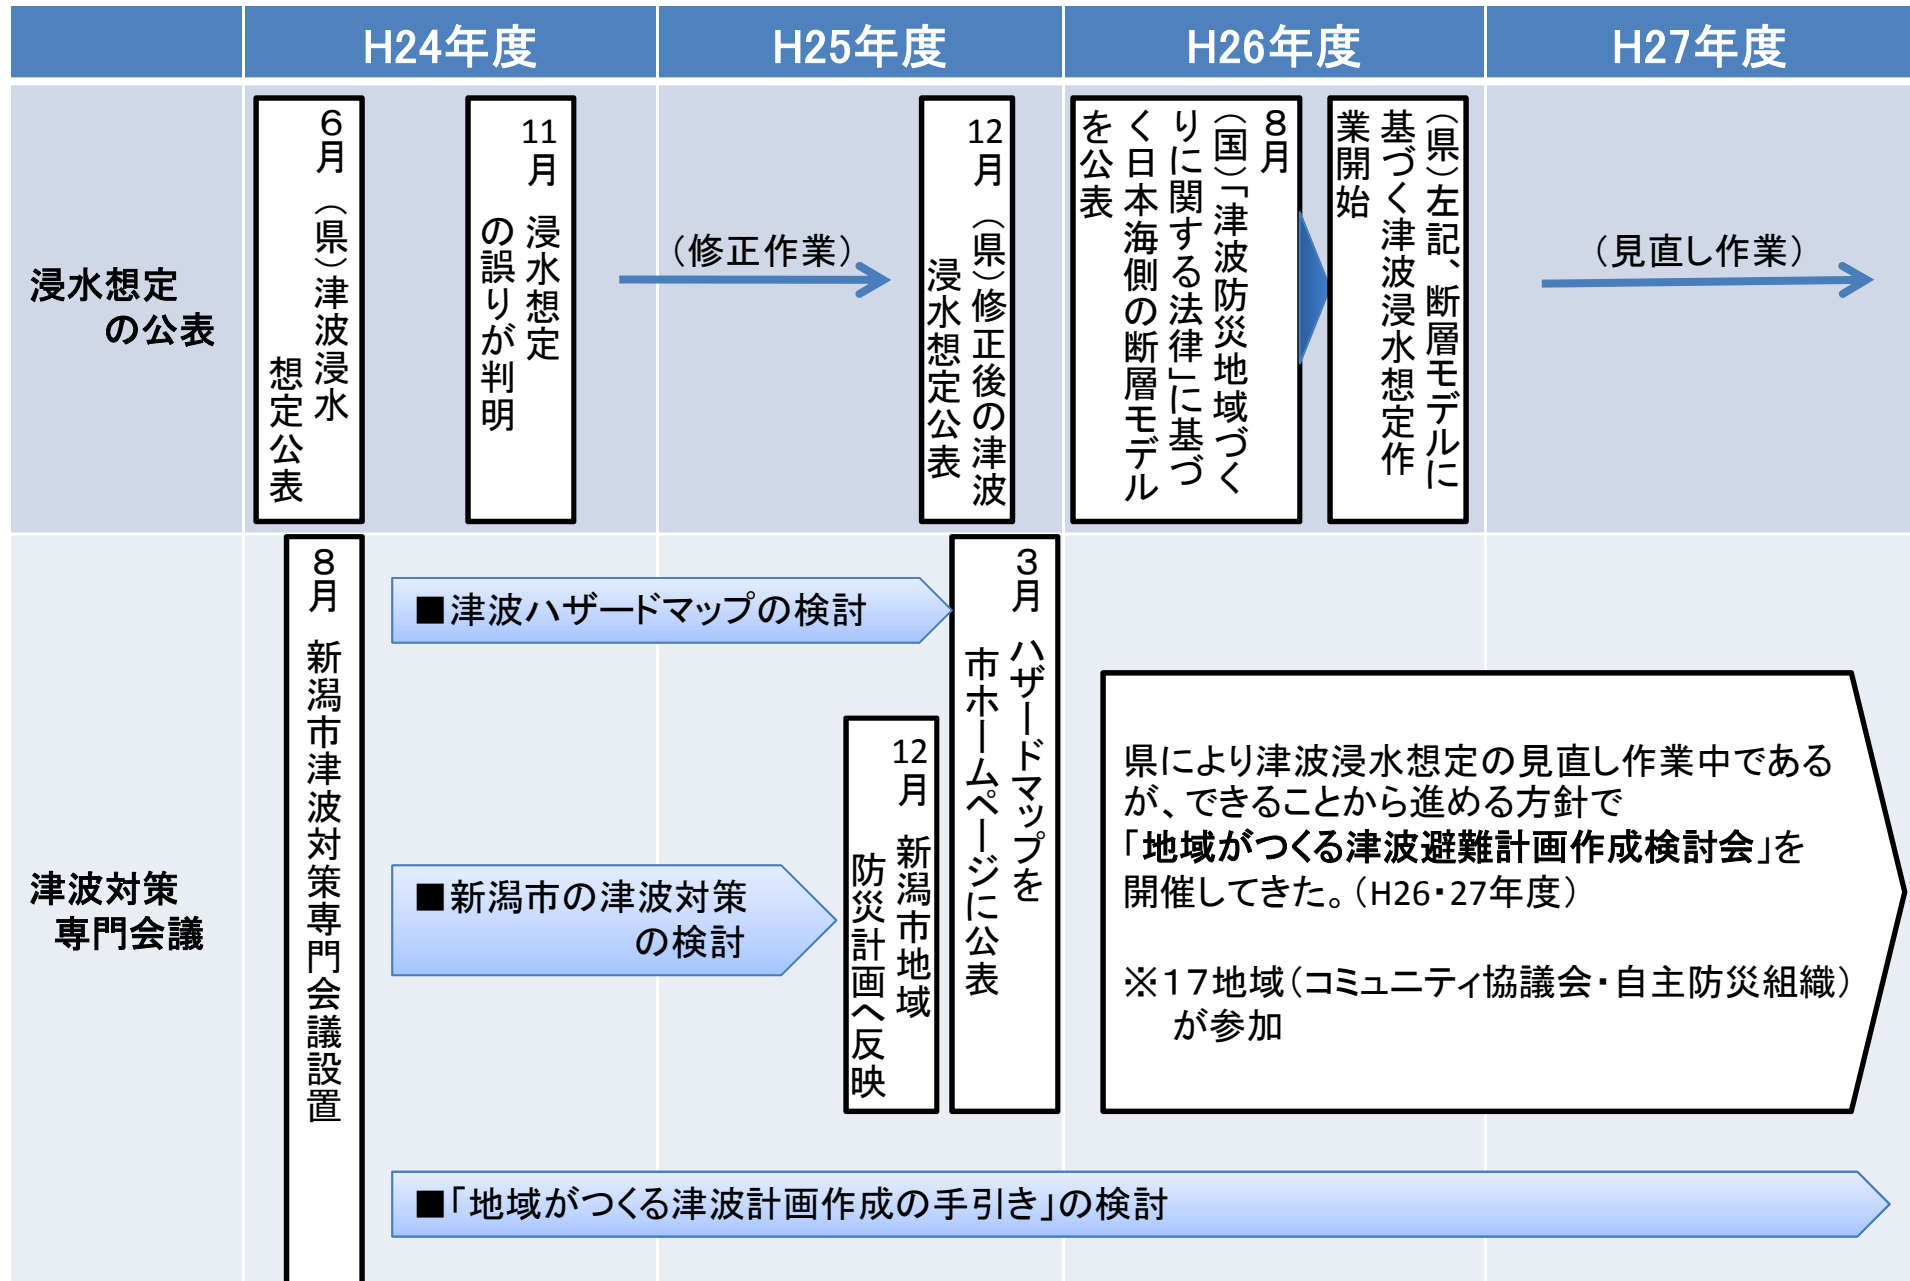 H24年度
H25年度
H26年度
H27年度
浸水想定
の公表
6月 (県)津波浸水
想定公表
11月 浸水想定
の誤りが判明
(修正作業)
12月 (県)修正後の津波
浸水想定公表
8月
(国)「津波防災地域づく
りに関する法律」に基づ
く日本海側の断層モデル
を公表
(県)左記、断層モデルに
基づく津波浸水想定作
業開始
(見直し作業)
津波対策
専門会議
8月 新潟市津波対策専門会議設置
■津波ハザードマップの検討
■新潟市の津波対策
の検討
12月 新潟市地域
防災計画へ反映
3月 ハザードマップを
市ホームページに公表
県により津波浸水想定の見直し作業中である
が、できることから進める方針で
「地域がつくる津波避難計画作成検討会」を
開催してきた。(H26・27年度)
※17地域(コミュニティ協議会・自主防災組織)
が参加
■「地域がつくる津波計画作成の手引き」の検討